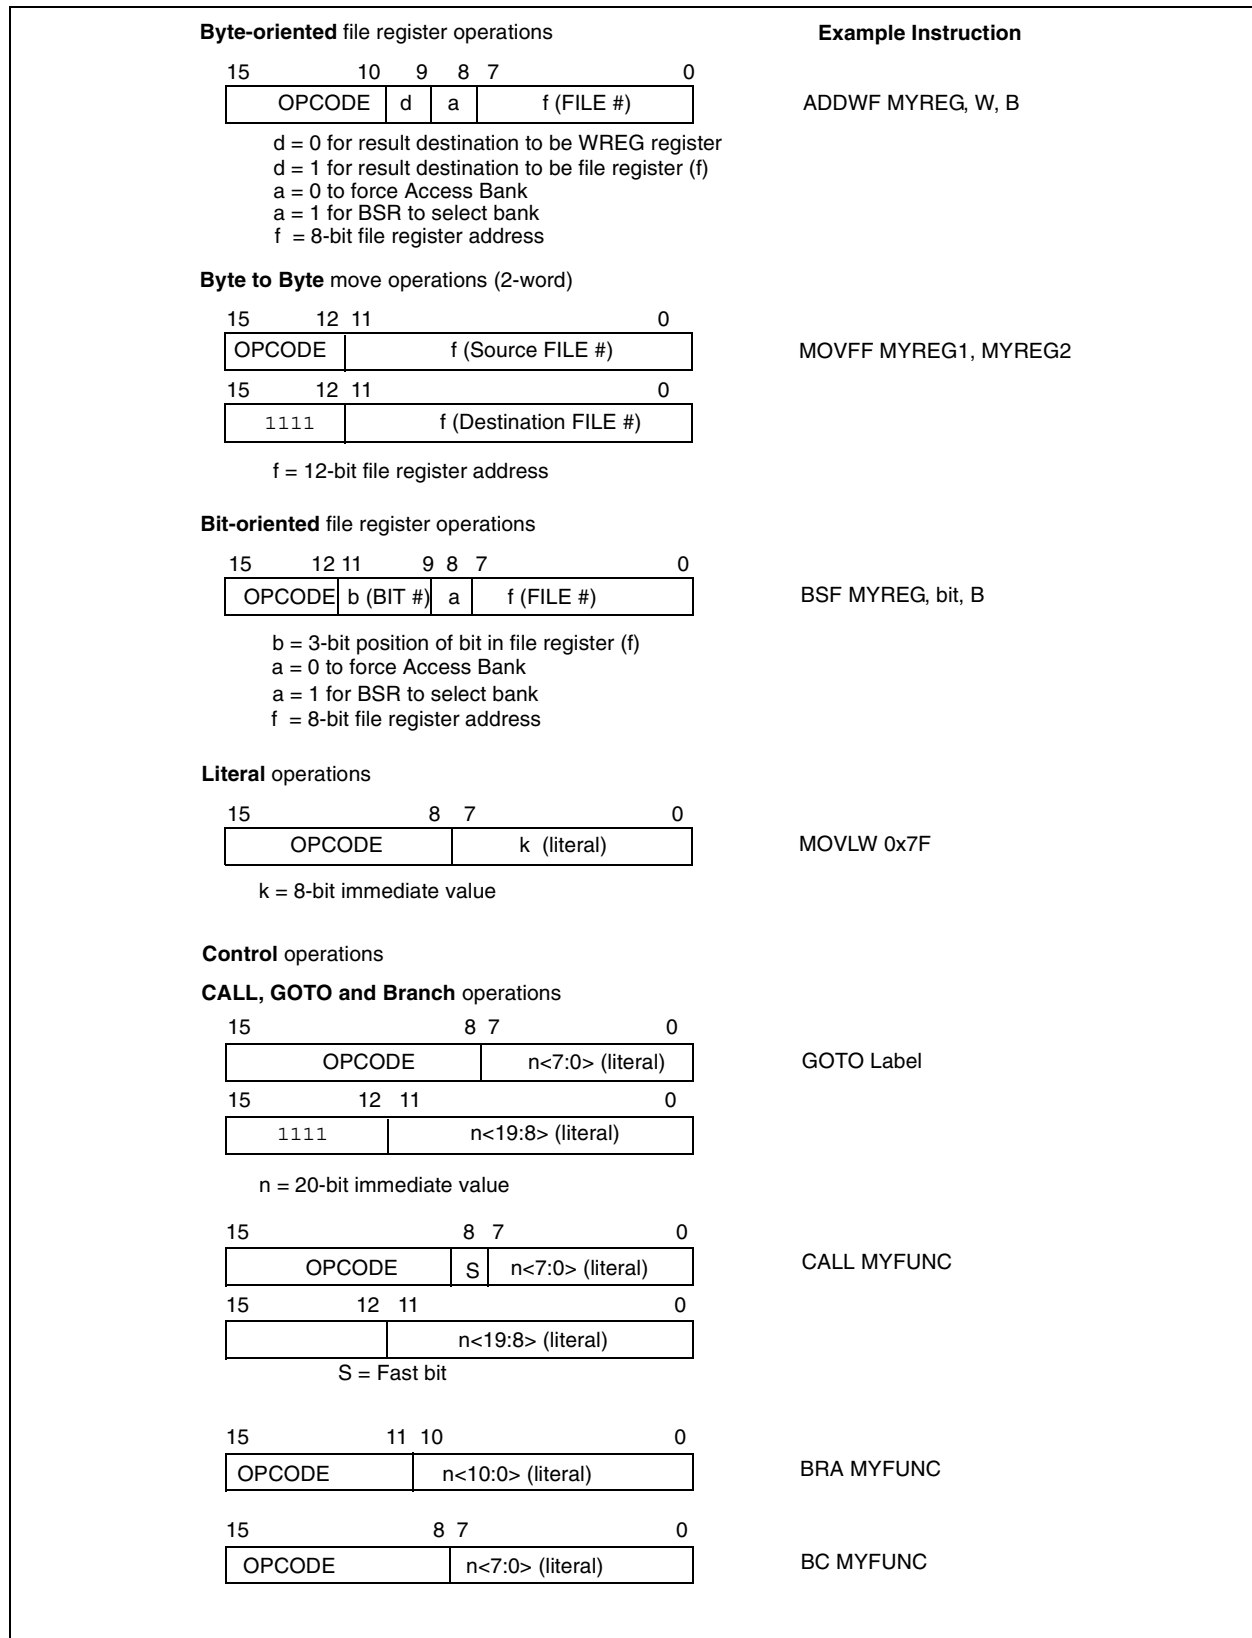 Byte-oriented file register operations Example Instruction
15 10 9 8 7 0
OPCODE d a f (FILE #) ADDWF MYREG, W, B
d = 0 for result destination to be WREG register
d = 1 for result destination to be file register (f)
a = 0 to force Access Bank
a = 1 for BSR to select bank
f = 8-bit file register address
Byte to Byte move operations (2-word)
15 12 11 0
OPCODE f (Source FILE #) MOVFF MYREG1, MYREG2
15 12 11 0
1111 f (Destination FILE #)
f = 12-bit file register address
Bit-oriented file register operations
15 12 11 9 8 7 0
OPCODE b (BIT #) a f (FILE #) BSF MYREG, bit, B
b = 3-bit position of bit in file register (f)
a = 0 to force Access Bank
a = 1 for BSR to select bank
f = 8-bit file register address
Literal operations
15 8 7 0
OPCODE k (literal) MOVLW 0x7F
k = 8-bit immediate value
Control operations
CALL, GOTO and Branch operations
15 8 7 0
OPCODE n<7:0> (literal) GOTO Label
15 12 11 0
1111 n<19:8> (literal)
n = 20-bit immediate value
15 8 7 0
OPCODE S n<7:0> (literal) CALL MYFUNC
15 12 11 0
n<19:8> (literal)
S = Fast bit
15 11 10 0
OPCODE n<10:0> (literal) BRA MYFUNC
15 8 7 0
OPCODE n<7:0> (literal) BC MYFUNC